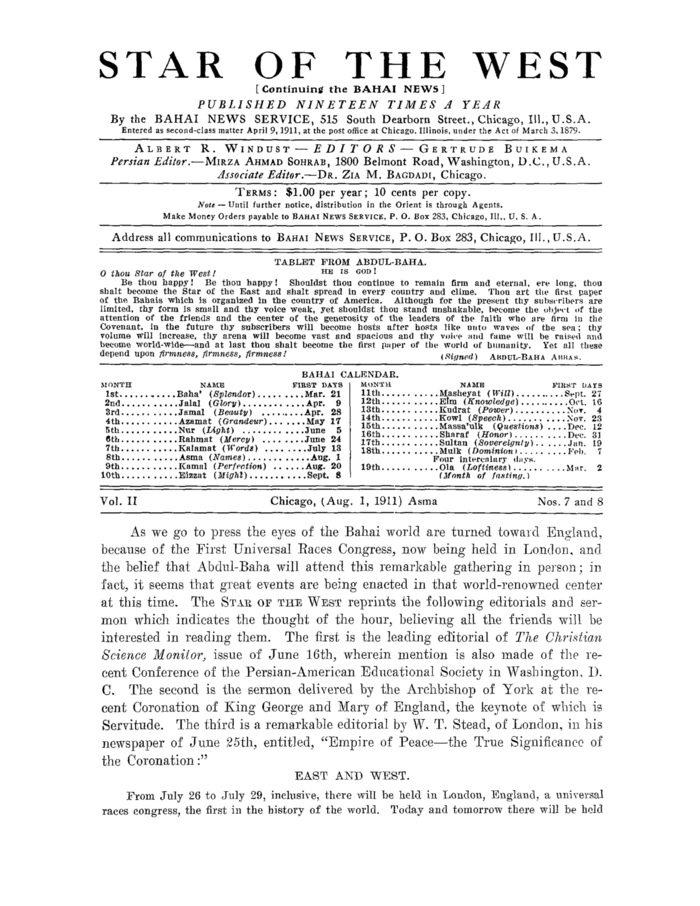 STAR OF THE WEST
[Continuing the BAHAI NEWS]
PUBLISHED NINETEEN TIMES A YEAR
By the BAHAI NEWS SERVICE, 515 South Dearborn Street., Chicago, Ill., U.S.A.
Entered as second-class matter April 9, 1911, at the post office at Chicago, Illinois, under the Act of March 3, 1879.
ALBERT R. WINDUST — EDITORS — GERTRUDE BUIKEMA
Persian Editor.—MIRZA AHMAD SOHRAB, 1800 Belmont Road, Washington, D.C., U.S.A.
Associate Editor.—DR. ZIA M. BAGDADI, Chicago.
TERMS: $1.00 per year; 10 cents per copy.
Note — Until further notice, distribution in the Orient is through Agents.
Make Money Orders payable to BAHAI NEWS SERVICE, P. O. Box 283, Chicago, Ill., U. S. A.
Address all communications to BAHAI NEWS SERVICE, P. O. Box 283, Chicago, Ill., U.S.A.
TABLET FROM ABDUL-BAHA.
HE IS GOD!
O thou Star of the West!
Be thou happy! Be thou happy! Shouldst thou continue to remain firm and eternal, ere long, thou
shalt become the Star of the East and shalt spread in every country and clime. Thou art the first paper
of the Bahais which is organized in the country of America. Although for the present thy subscribers are
limited, thy form is small and thy voice weak, yet shouldst thou stand unshakable, become the object of the
attention of the friends and the center of the generosity of the leaders of the faith who are firm in the
Covenant, in the future thy subscribers will become hosts after hosts like unto waves of the sea; thy
volume will increase, thy arena will become vast and spacious and thy voice and fame will be raised and
become world-wide—and at last thou shalt become the first paper of the world of humanity. Yet all these
depend upon firmness, firmness, firmness! (Signed) ABDUL-BAHA ABBAS.
BAHAI CALENDAR.
MONTH NAME FIRST DAYS
1st...........Baha' (Splendor).........Mar. 21
2nd...........Jalal (Glory)............Apr. 9
3rd...........Jamal (Beauty) .........Apr. 28
4th...........Azamat (Grandeur)......May 17
5th...........Nur (Light) ............June 5
6th...........Rahmat (Mercy) .......June 24
7th...........Kalamat (Words) ........July 13
8th...........Asma (Names)............Aug. 1
9th...........Kamal (Perfection) ......Aug. 20
10th...........Eizzat (Might)...........Sept. 8
MONTH NAME FIRST DAYS
11th...........Masheyat (Will)..........Sept. 27
12th...........Elm (Knowledge)..........Oct. 16
13th...........Kudrat (Power)..........Nov. 4
14th...........Kowl (Speech)............Nov. 23
15th...........Massa'ulk (Questions) ....Dec. 12
16th...........Sharaf (Honor)..........Dec. 31
17th...........Sultan (Sovereignty)......Jan. 19
18th...........Mulk (Dominion).........Feb. 7
Four intercalary days.
19th...........Ola (Loftiness)..........Mar. 2
(Month of fasting.)
Vol. II Chicago, (Aug. 1, 1911) Asma Nos. 7 and 8
As we go to press the eyes of the Bahai world are turned toward England,
because of the First Universal Races Congress, now being held in London, and
the belief that Abdul-Baha will attend this remarkable gathering in person; in
fact, it seems that great events are being enacted in that world-renowned center
at this time. The STAR OF THE WEST reprints the following editorials and ser-
mon which indicates the thought of the hour, believing all the friends will be
interested in reading them. The first is the leading editorial of The Christian
Science Monitor, issue of June 16th, wherein mention is also made of the re-
cent Conference of the Persian-American Educational Society in Washington, D.
C. The second is the sermon delivered by the Archbishop of York at the re-
cent Coronation of King George and Mary of England, the keynote of which is
Servitude. The third is a remarkable editorial by W. T. Stead, of London, in his
newspaper of June 25th, entitled, "Empire of Peace—the True Significance of
the Coronation:"
EAST AND WEST.
From July 26 to July 29, inclusive, there will be held in London, England, a universal
races congress, the first in the history of the world. Today and tomorrow there will be held